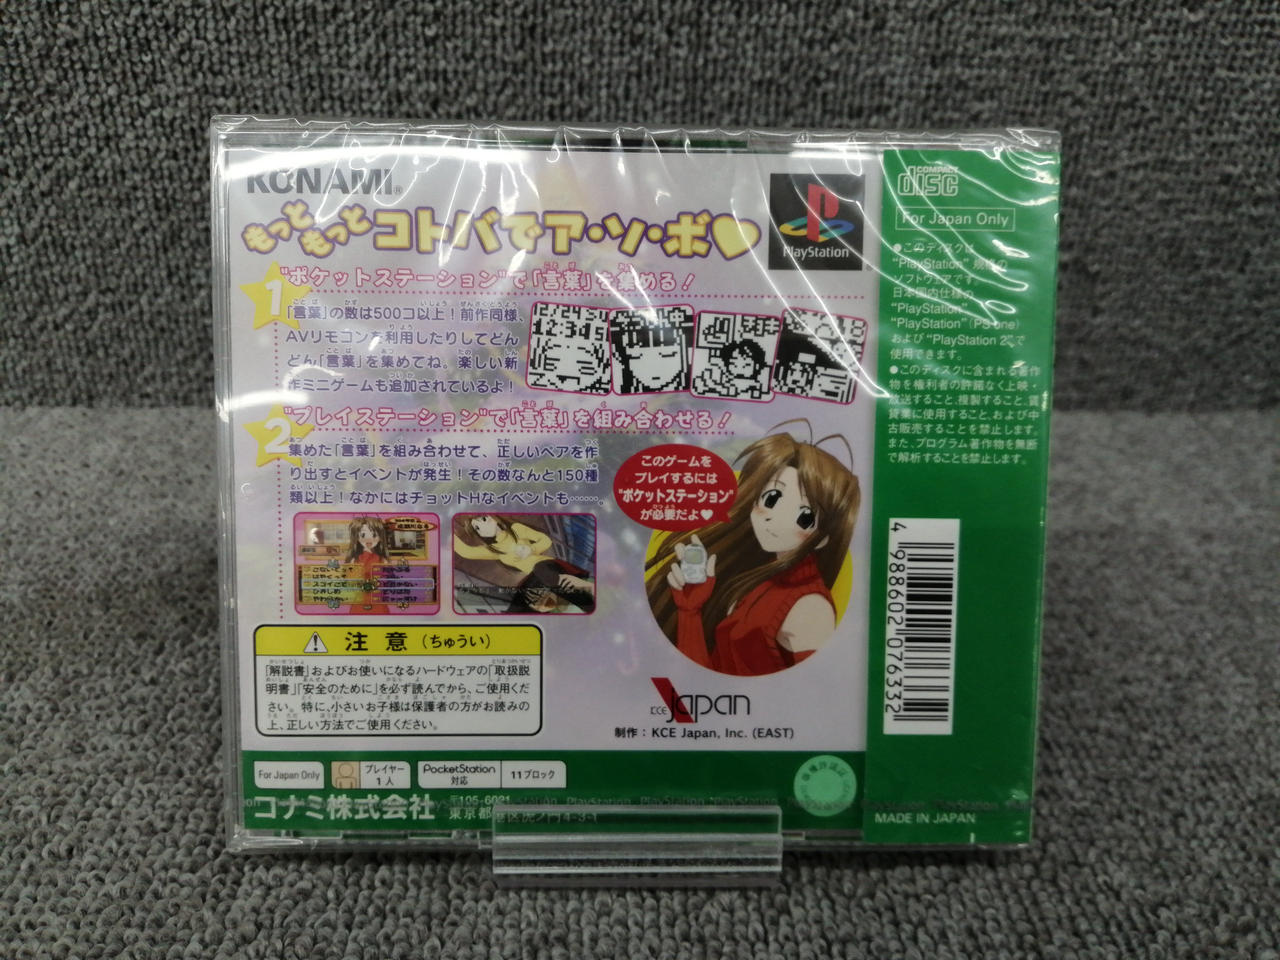 KONAMI®
もっともっとコトバでア・ソ・ボ♥
PlayStation
1 "ポケットステーション"で「言葉」を集める!
「言葉」の数は500コ以上!前作同様、
AVリモコンを利用したりしてどん
どん「言葉」を集めてね。楽しい新
作ミニゲームも追加されているよ!
2 "プレイステーション"で「言葉」を組み合わせる!
集めた「言葉」を組み合わせて、正しいペアを作
り出すとイベントが発生!その数なんと150種
類以上!なかにはチョットHなイベントも……。
このゲームを
プレイするには
"ポケットステーション"
が必要だよ♥
注意(ちゅうい)
「解説書」およびお使いになるハードウェアの「取扱説
明書」「安全のために」を必ず読んでから、ご使用くだ
さい。特に、小さいお子様は保護者の方がお読みの
上、正しい方法でご使用ください。
KCE Japan
制作:KCE Japan, Inc. (EAST)
For Japan Only
プレイヤー
1人
PocketStation
対応
11ブロック
コナミ株式会社
〒105-6021
東京都港区虎ノ門4-3-1
COMPACT
disc
For Japan Only
●このディスクは
"PlayStation" 規格の
ソフトウェアです。
日本国内仕様の
"PlayStation"
"PlayStation"(PS one)
および"PlayStation 2"で
使用できます。
●このディスクに含まれる著作
物を権利者の許諾なく上映・
放送すること、複製すること、賃
貸業に使用すること、および中
古販売することを禁止します。
また、プログラム著作物を無断
で解析することを禁止します。
4 988602 076332
MADE IN JAPAN